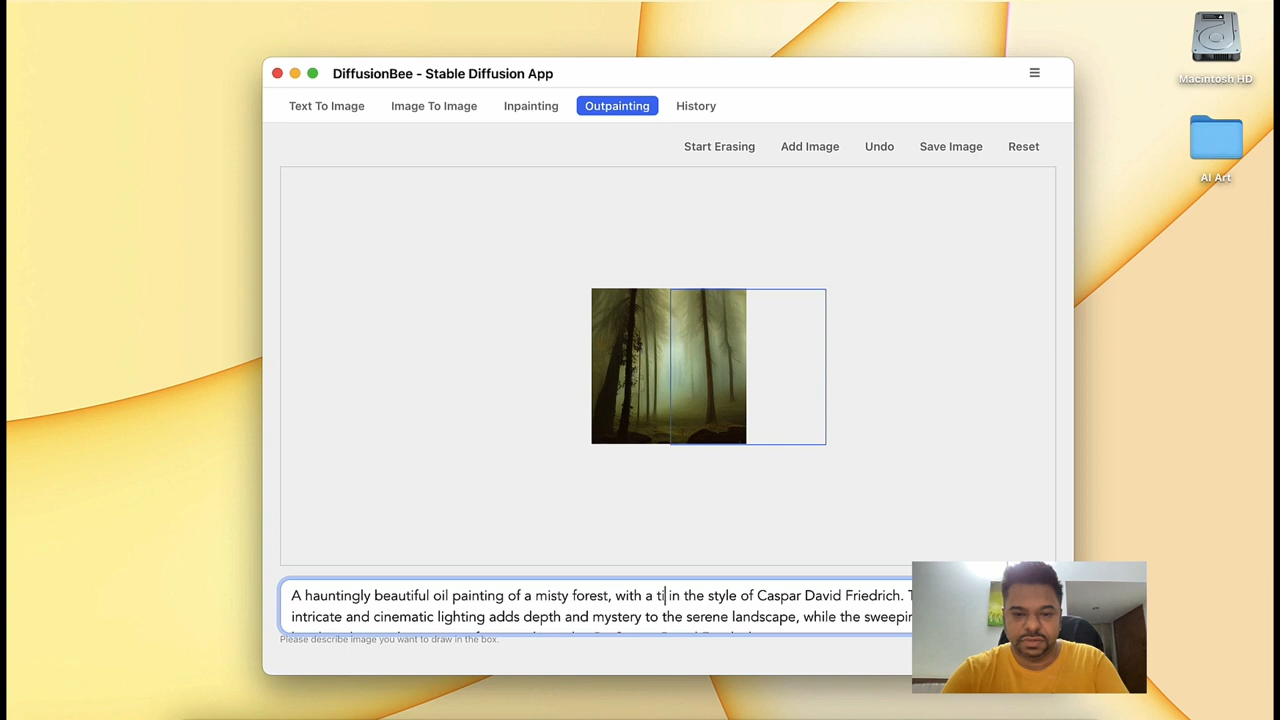 DiffusionBee - Stable Diffusion App
Macintosh HD
Text To Image Image To Image Inpainting Outpainting History
Start Erasing Add Image Undo Save Image Reset
AI Art
A hauntingly beautiful oil painting of a misty forest, with a ti in the style of Caspar David Friedrich.
intricate and cinematic lighting adds depth and mystery to the serene landscape, while the
Please describe image you want to draw in the box.